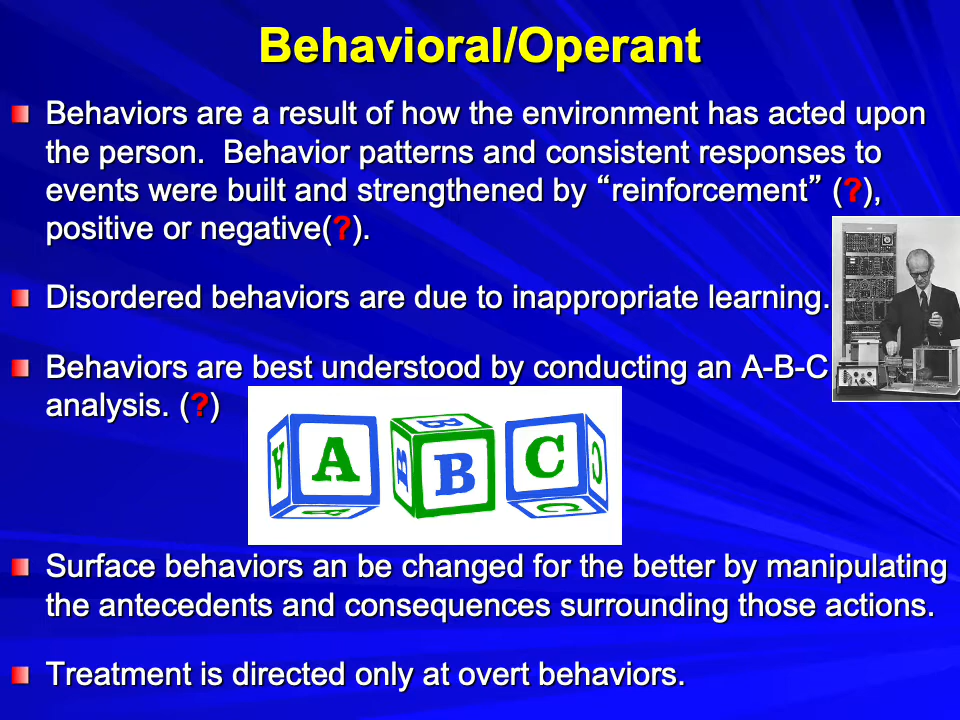 Behavioral/Operant
Behaviors are a result of how the environment has acted upon
the person.  Behavior patterns and consistent responses to
events were built and strengthened by “reinforcement” (?),
positive or negative(?).
Disordered behaviors are due to inappropriate learning.
Behaviors are best understood by conducting an A-B-C
analysis. (?)
A A A B B B C C C
Surface behaviors an be changed for the better by manipulating
the antecedents and consequences surrounding those actions.
Treatment is directed only at overt behaviors.